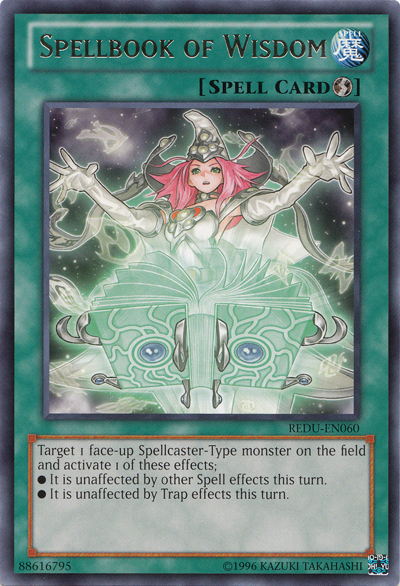 SPELLBOOK OF WISDOM
SPELL
魔
[SPELL CARD]
REDU-EN060
Target 1 face-up Spellcaster-Type monster on the field
and activate 1 of these effects;
● It is unaffected by other Spell effects this turn.
● It is unaffected by Trap effects this turn.
88616795
©1996 KAZUKI TAKAHASHI